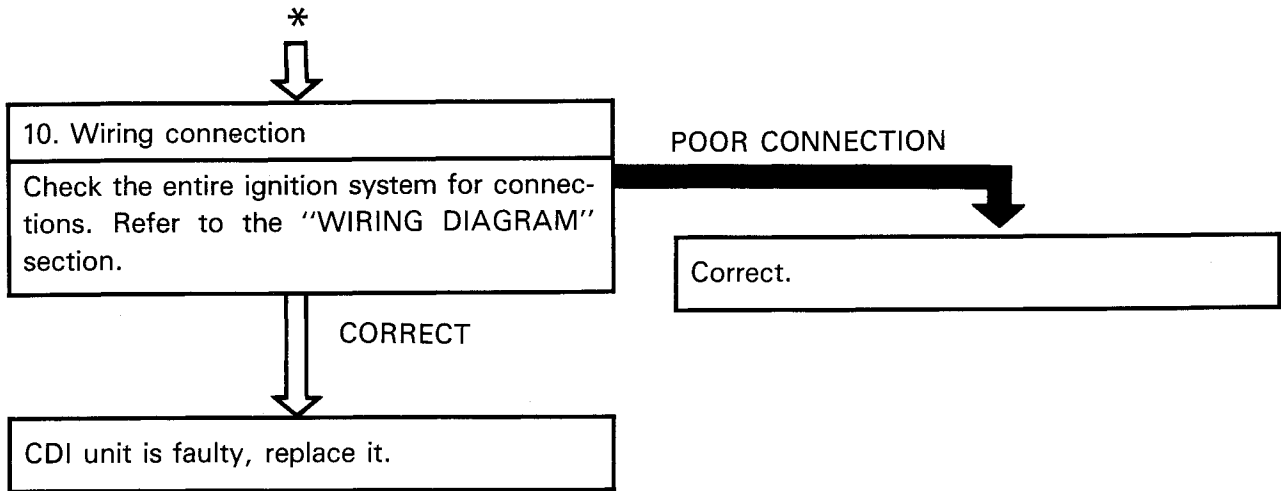 *
10. Wiring connection
POOR CONNECTION
Check the entire ignition system for connec-
tions. Refer to the "WIRING DIAGRAM"
section.
Correct.
CORRECT
CDI unit is faulty, replace it.